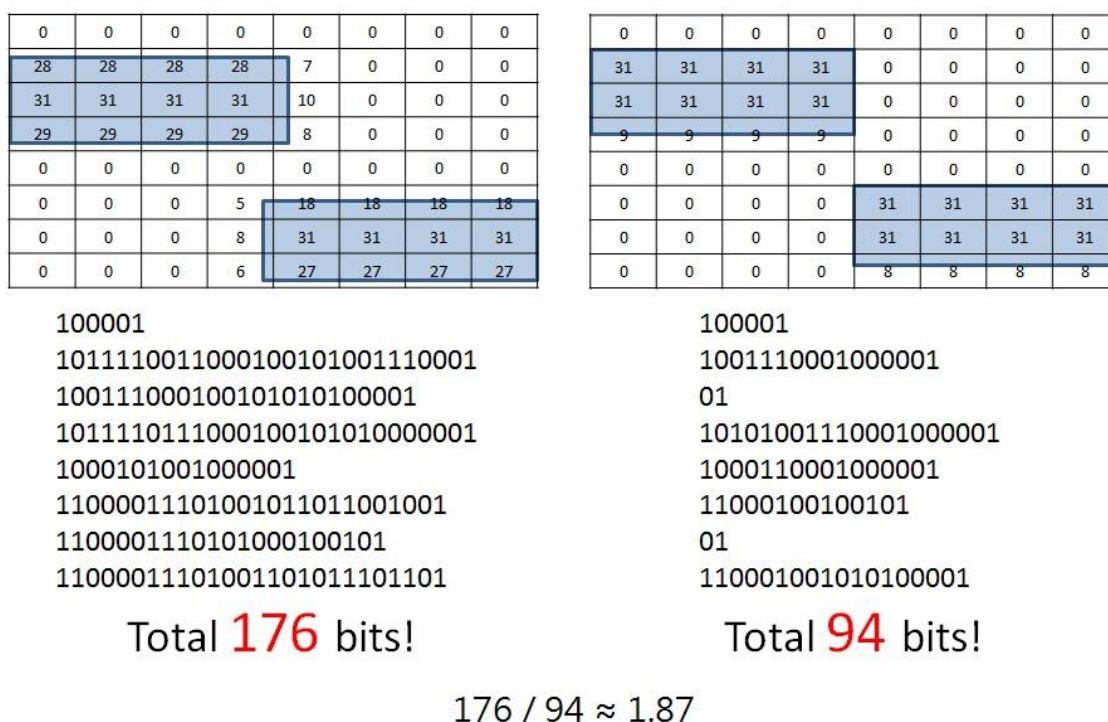 0 0 0 0 0 0 0 0
28 28 28 28 7 0 0 0
31 31 31 31 10 0 0 0
29 29 29 29 8 0 0 0
0 0 0 0 0 0 0 0
0 0 0 5 18 18 18 18
0 0 0 8 31 31 31 31
0 0 0 6 27 27 27 27
100001
1011110011000100101001110001
100111000100101010100001
1011110111000100101010000001
1000101001000001
11000011101001011011001001
1100001110101000100101
11000011101001101011101101
Total 176 bits!
0 0 0 0 0 0 0 0
31 31 31 31 0 0 0 0
31 31 31 31 0 0 0 0
9 9 9 9 0 0 0 0
0 0 0 0 0 0 0 0
0 0 0 0 31 31 31 31
0 0 0 0 31 31 31 31
0 0 0 0 8 8 8 8
100001
1001110001000001
01
10101001110001000001
1000110001000001
11000100100101
01
110001001010100001
Total 94 bits!
176 / 94 ≈ 1.87